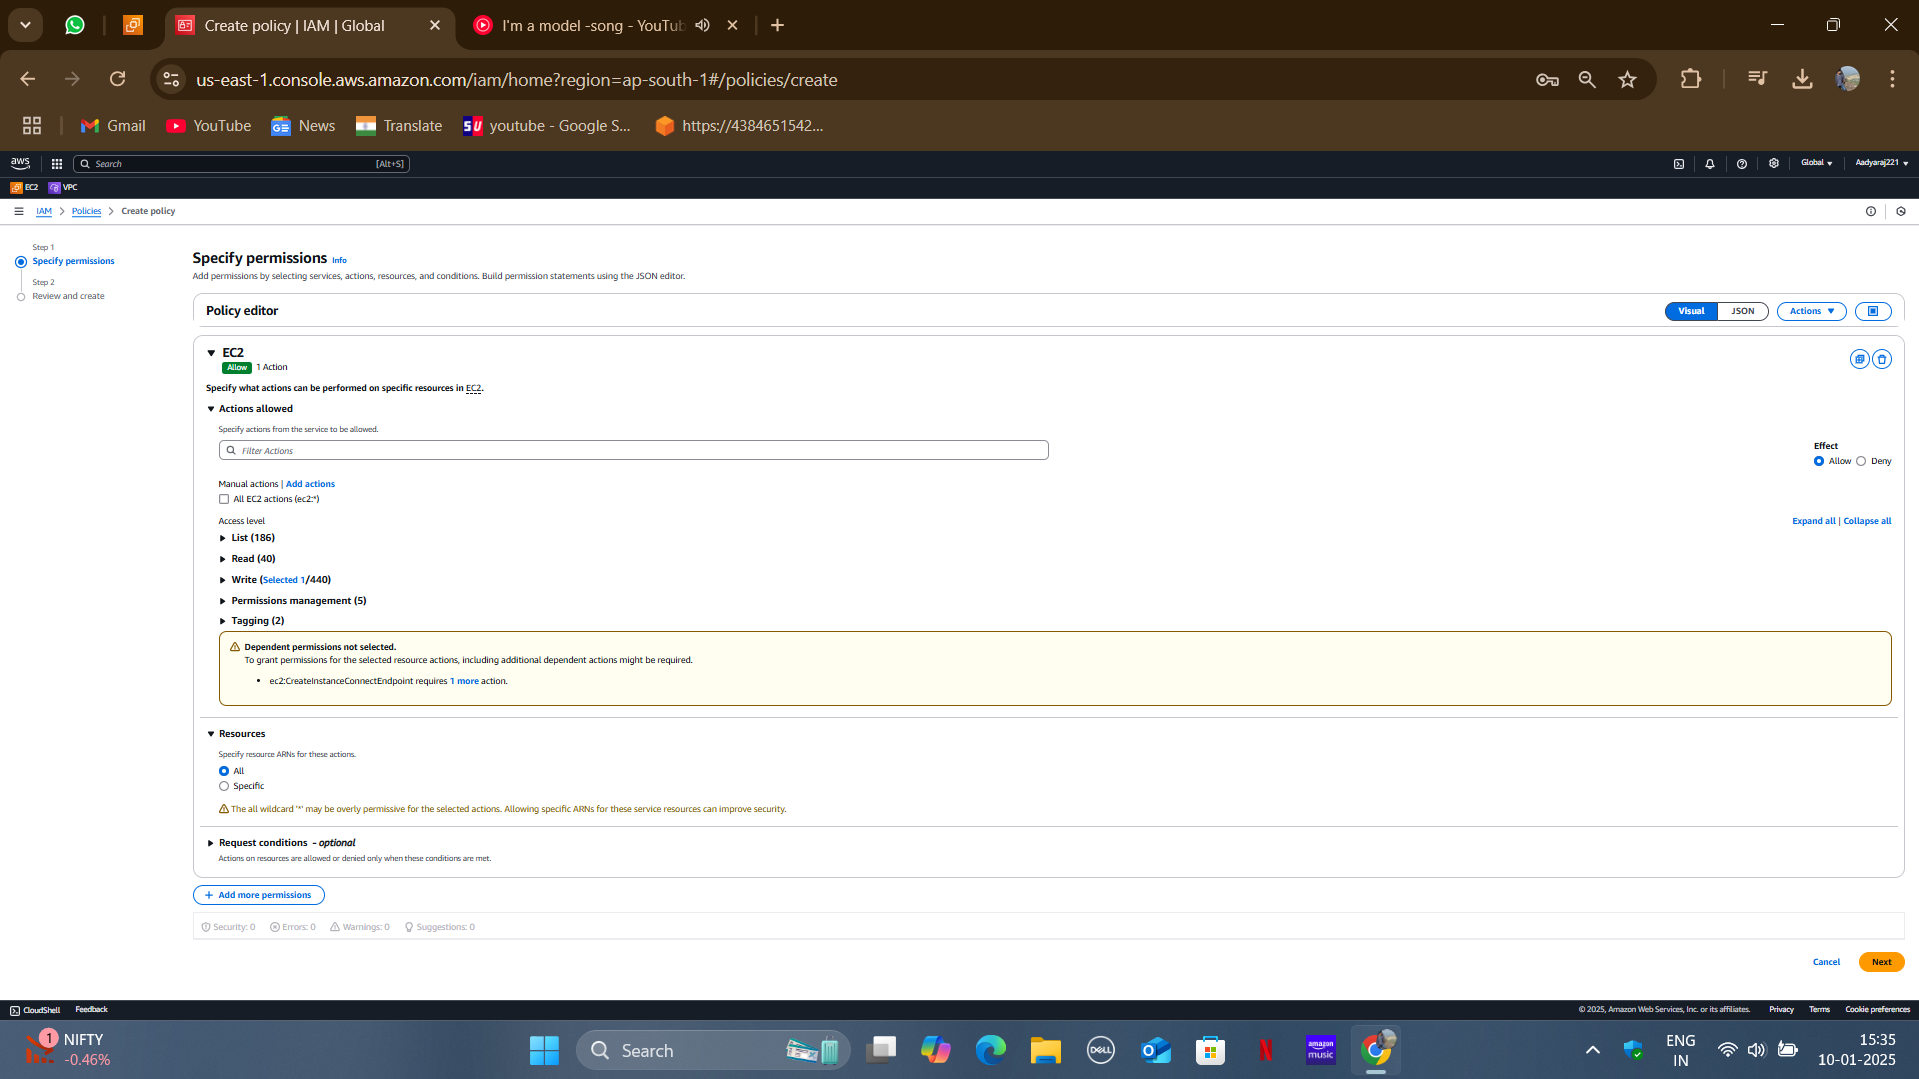 Create policy | IAM | Global
I'm a model -song - YouTub
us-east-1.console.aws.amazon.com/iam/home?region=ap-south-1#/policies/create
Gmail
YouTube
News
Translate
youtube - Google S...
https://4384651542...
aws
Search
[Alt+S]
Global
Aadyaraj221
EC2
VPC
IAM
Policies
Create policy
Step 1
Specify permissions
Step 2
Review and create
Specify permissions Info
Add permissions by selecting services, actions, resources, and conditions. Build permission statements using the JSON editor.
Policy editor
Visual
JSON
Actions
EC2
Allow 1 Action
Specify what actions can be performed on specific resources in EC2.
Actions allowed
Specify actions from the service to be allowed.
Filter Actions
Effect
Allow
Deny
Manual actions | Add actions
All EC2 actions (ec2:*)
Access level
Expand all | Collapse all
List (186)
Read (40)
Write (Selected 1/440)
Permissions management (5)
Tagging (2)
Dependent permissions not selected.
To grant permissions for the selected resource actions, including additional dependent actions might be required.
• ec2:CreateInstanceConnectEndpoint requires 1 more action.
Resources
Specify resource ARNs for these actions.
All
Specific
The all wildcard '*' may be overly permissive for the selected actions. Allowing specific ARNs for these service resources can improve security.
Request conditions - optional
Actions on resources are allowed or denied only when these conditions are met.
+ Add more permissions
Security: 0
Errors: 0
Warnings: 0
Suggestions: 0
Cancel
Next
CloudShell
Feedback
© 2025, Amazon Web Services, Inc. or its affiliates.
Privacy
Terms
Cookie preferences
1
NIFTY
-0.46%
Search
DELL
amazon
music
ENG
IN
15:35
10-01-2025